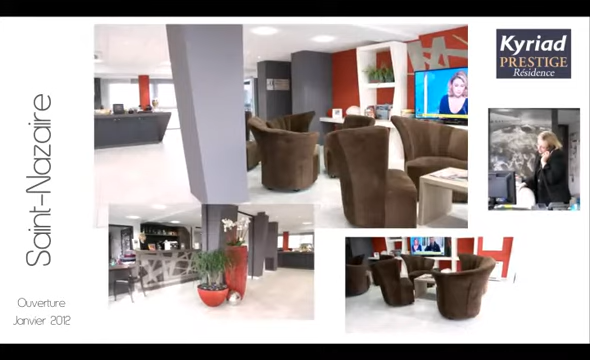 Saint-Nazaire
Ouverture
Janvier 2012
Kyriad
PRESTIGE
Résidence